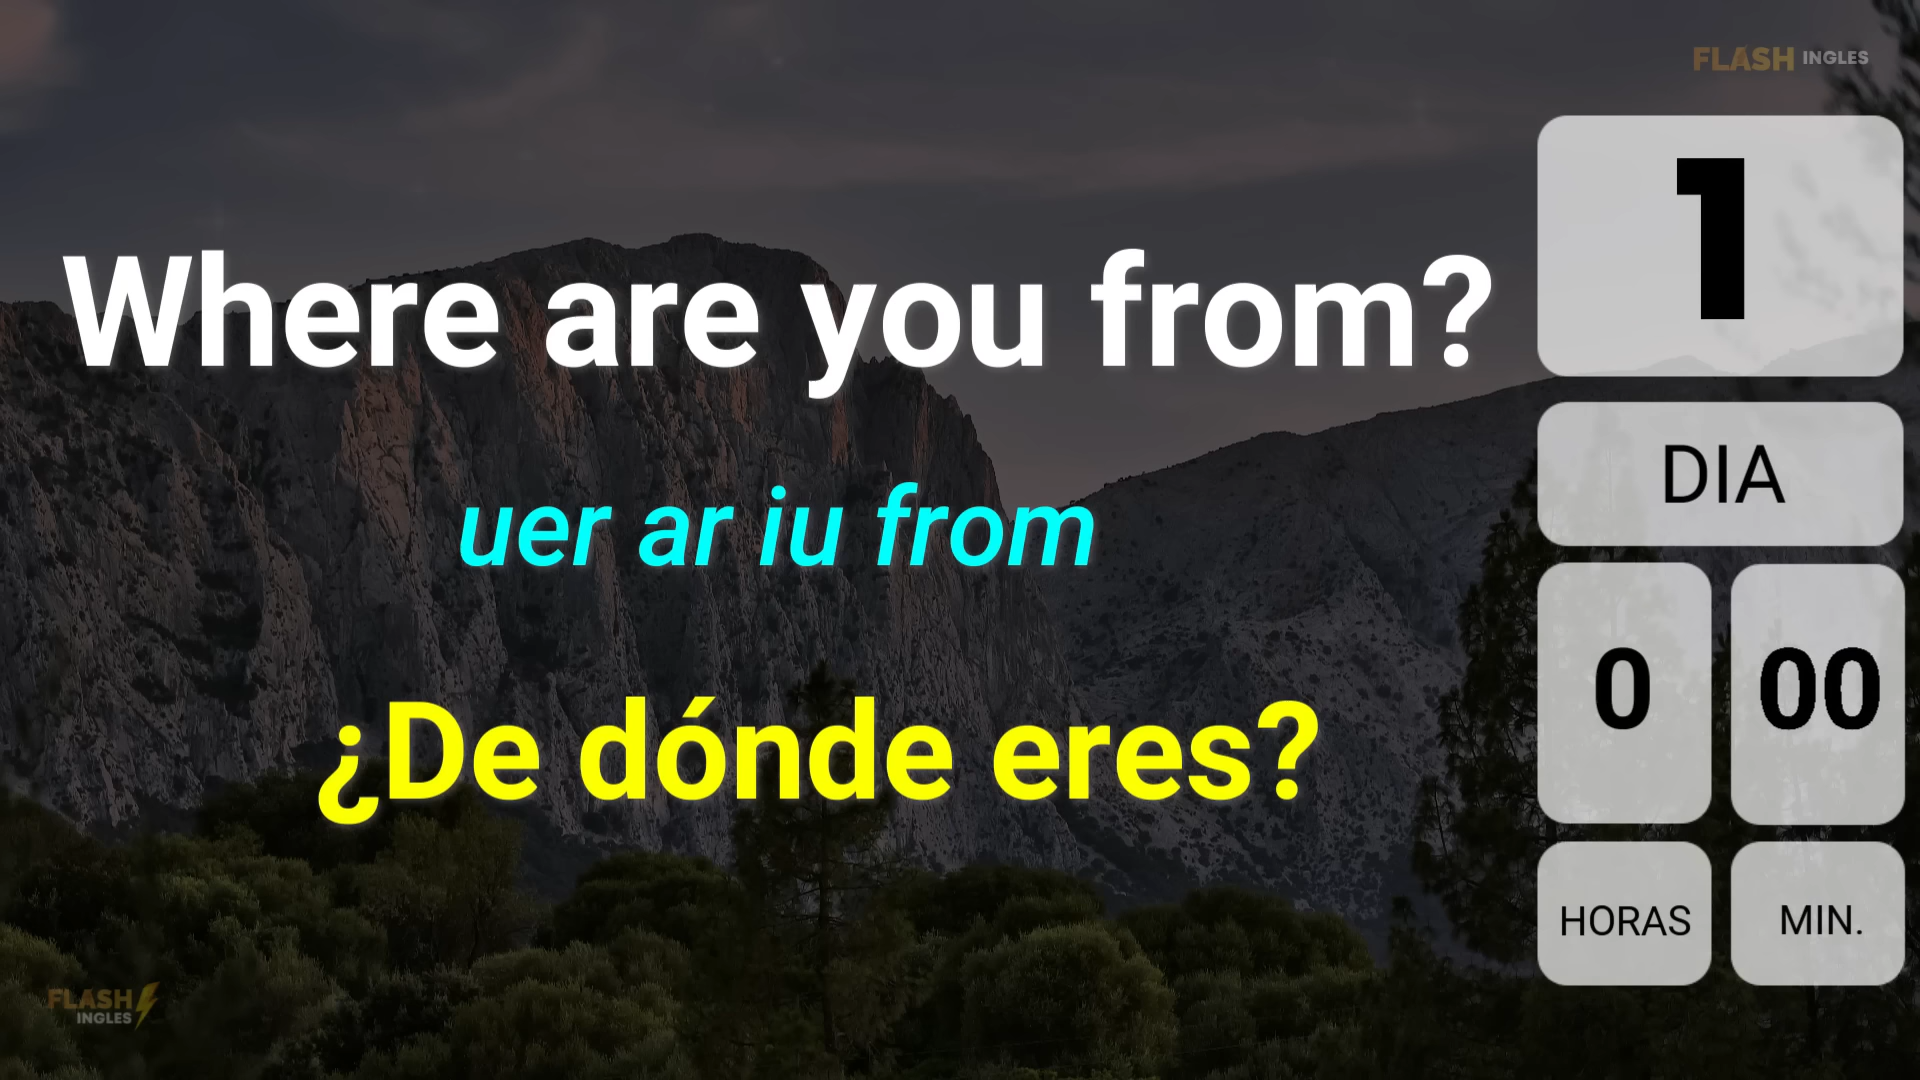 FLASH INGLES
Where are you from?
uer ar iu from
¿De dónde eres?
1
DIA
0 00
HORAS MIN.
FLASH
INGLES